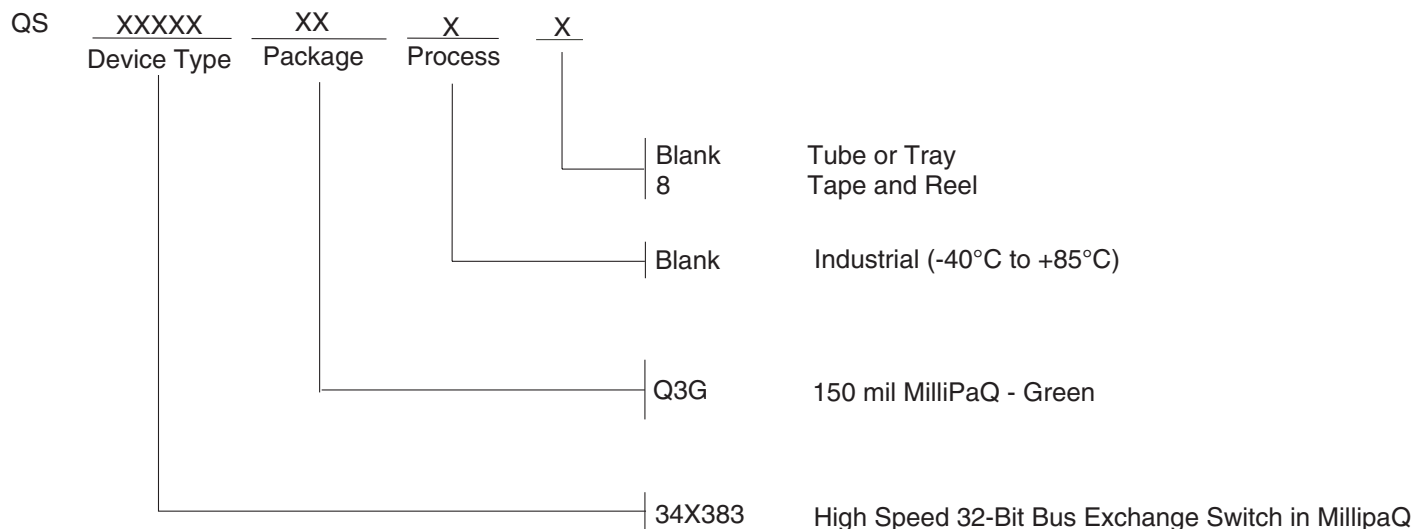 QS XXXXX XX X X
Device Type Package Process
Blank Tube or Tray
8 Tape and Reel
Blank Industrial (-40°C to +85°C)
Q3G 150 mil MilliPaQ - Green
34X383 High Speed 32-Bit Bus Exchange Switch in MillipaQ